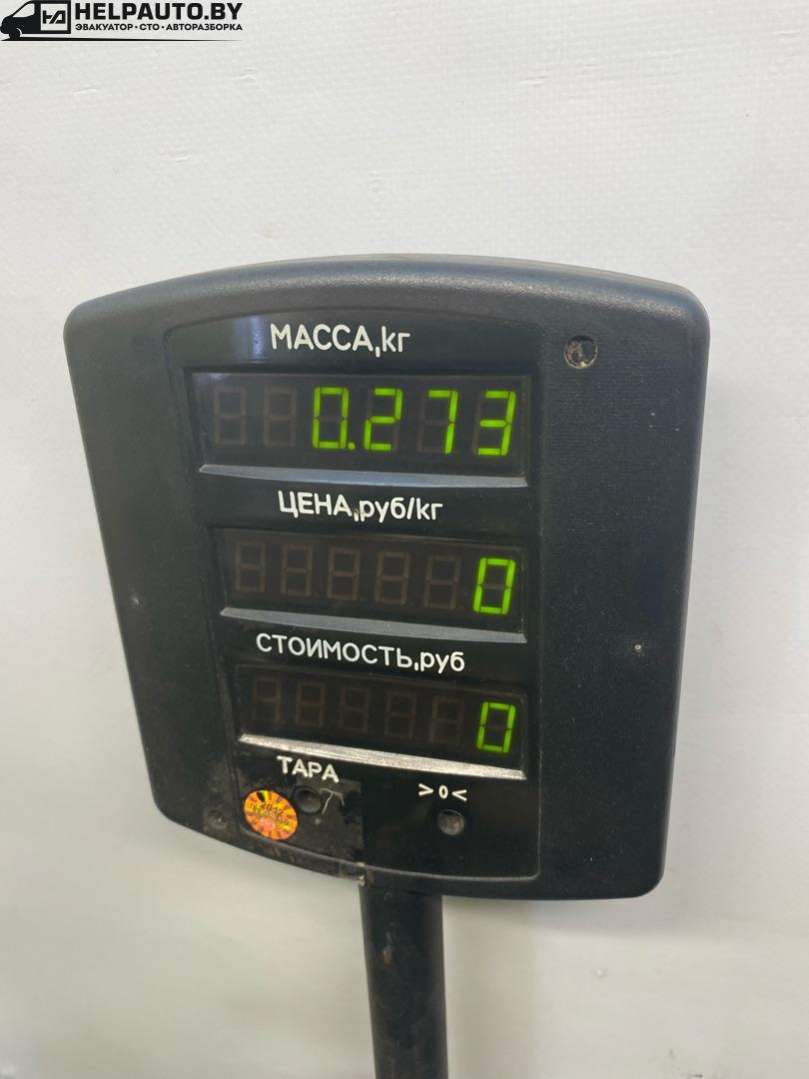 HELPAUTO.BY
ЭВАКУАТОР • СТО • АВТОРАЗБОРКА
МАССА,кг
0.273
ЦЕНА,руб/кг
0
СТОИМОСТЬ,руб
0
ТАРА
>0<